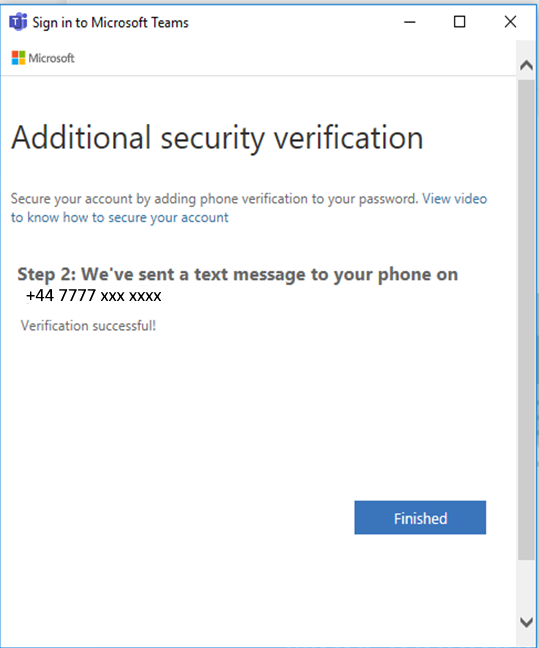 Sign in to Microsoft Teams
Microsoft
Additional security verification
Secure your account by adding phone verification to your password. View video
to know how to secure your account
Step 2: We've sent a text message to your phone on
+44 7777 xxx xxxx
Verification successful!
Finished